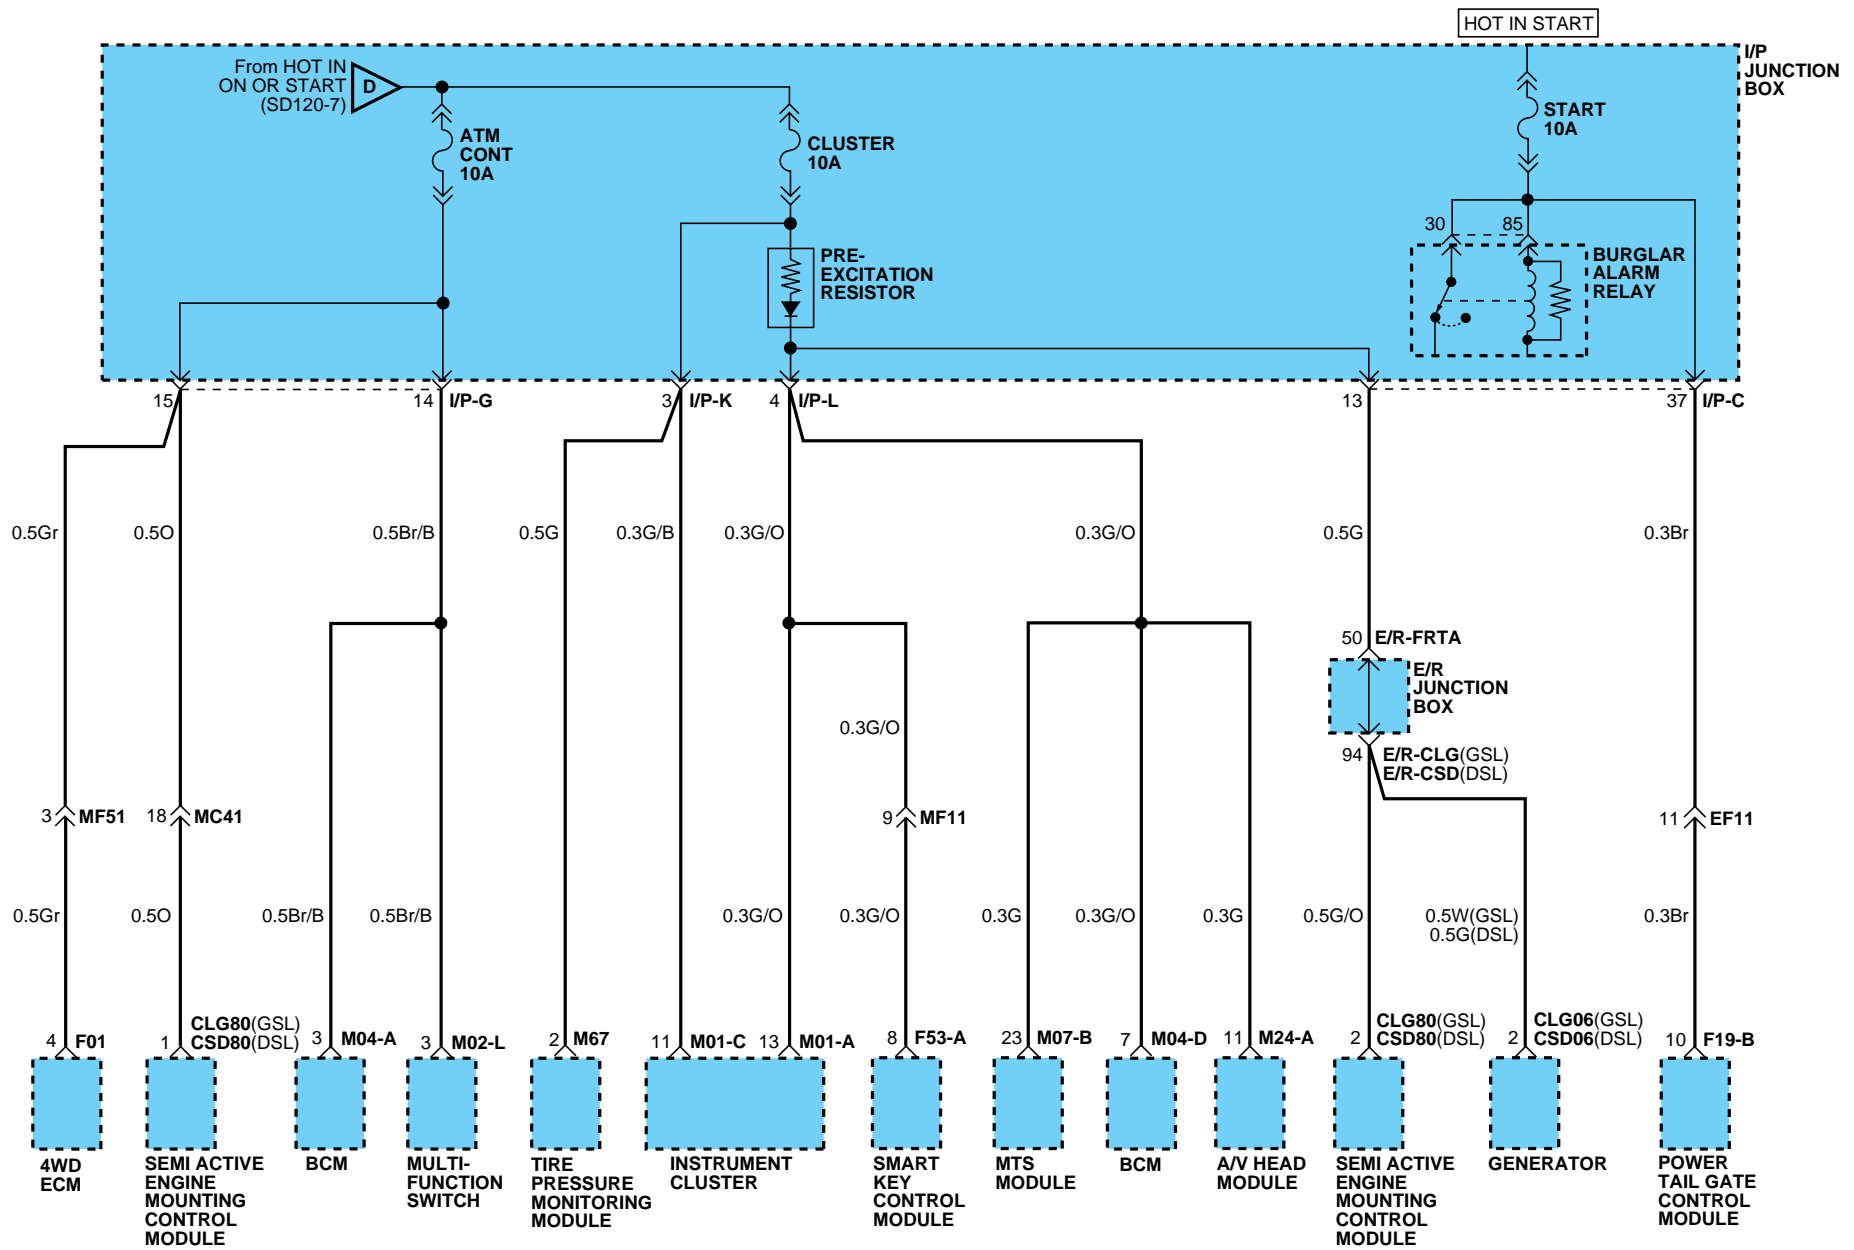 HOT IN START
I/P
JUNCTION
BOX
From HOT IN
ON OR START
(SD120-7)
D
ATM
CONT
10A
CLUSTER
10A
START
10A
30
85
PRE-
EXCITATION
RESISTOR
BURGLAR
ALARM
RELAY
15
14
I/P-G
3
I/P-K
4
I/P-L
13
37
I/P-C
0.5Gr
0.5O
0.5Br/B
0.5G
0.3G/B
0.3G/O
0.3G/O
0.5G
0.3Br
50
E/R-FRTA
E/R
JUNCTION
BOX
0.3G/O
94
E/R-CLG(GSL)
E/R-CSD(DSL)
3
MF51
18
MC41
9
MF11
11
EF11
0.5Gr
0.5O
0.5Br/B
0.5Br/B
0.3G/O
0.3G/O
0.3G
0.3G/O
0.3G
0.5G/O
0.5W(GSL)
0.5G(DSL)
0.3Br
4
F01
1
CLG80(GSL)
CSD80(DSL)
3
M04-A
3
M02-L
2
M67
11
M01-C
13
M01-A
8
F53-A
23
M07-B
7
M04-D
11
M24-A
2
CLG80(GSL)
CSD80(DSL)
2
CLG06(GSL)
CSD06(DSL)
10
F19-B
4WD
ECM
SEMI ACTIVE
ENGINE
MOUNTING
CONTROL
MODULE
BCM
MULTI-
FUNCTION
SWITCH
TIRE
PRESSURE
MONITORING
MODULE
INSTRUMENT
CLUSTER
SMART
KEY
CONTROL
MODULE
MTS
MODULE
BCM
A/V HEAD
MODULE
SEMI ACTIVE
ENGINE
MOUNTING
CONTROL
MODULE
GENERATOR
POWER
TAIL GATE
CONTROL
MODULE